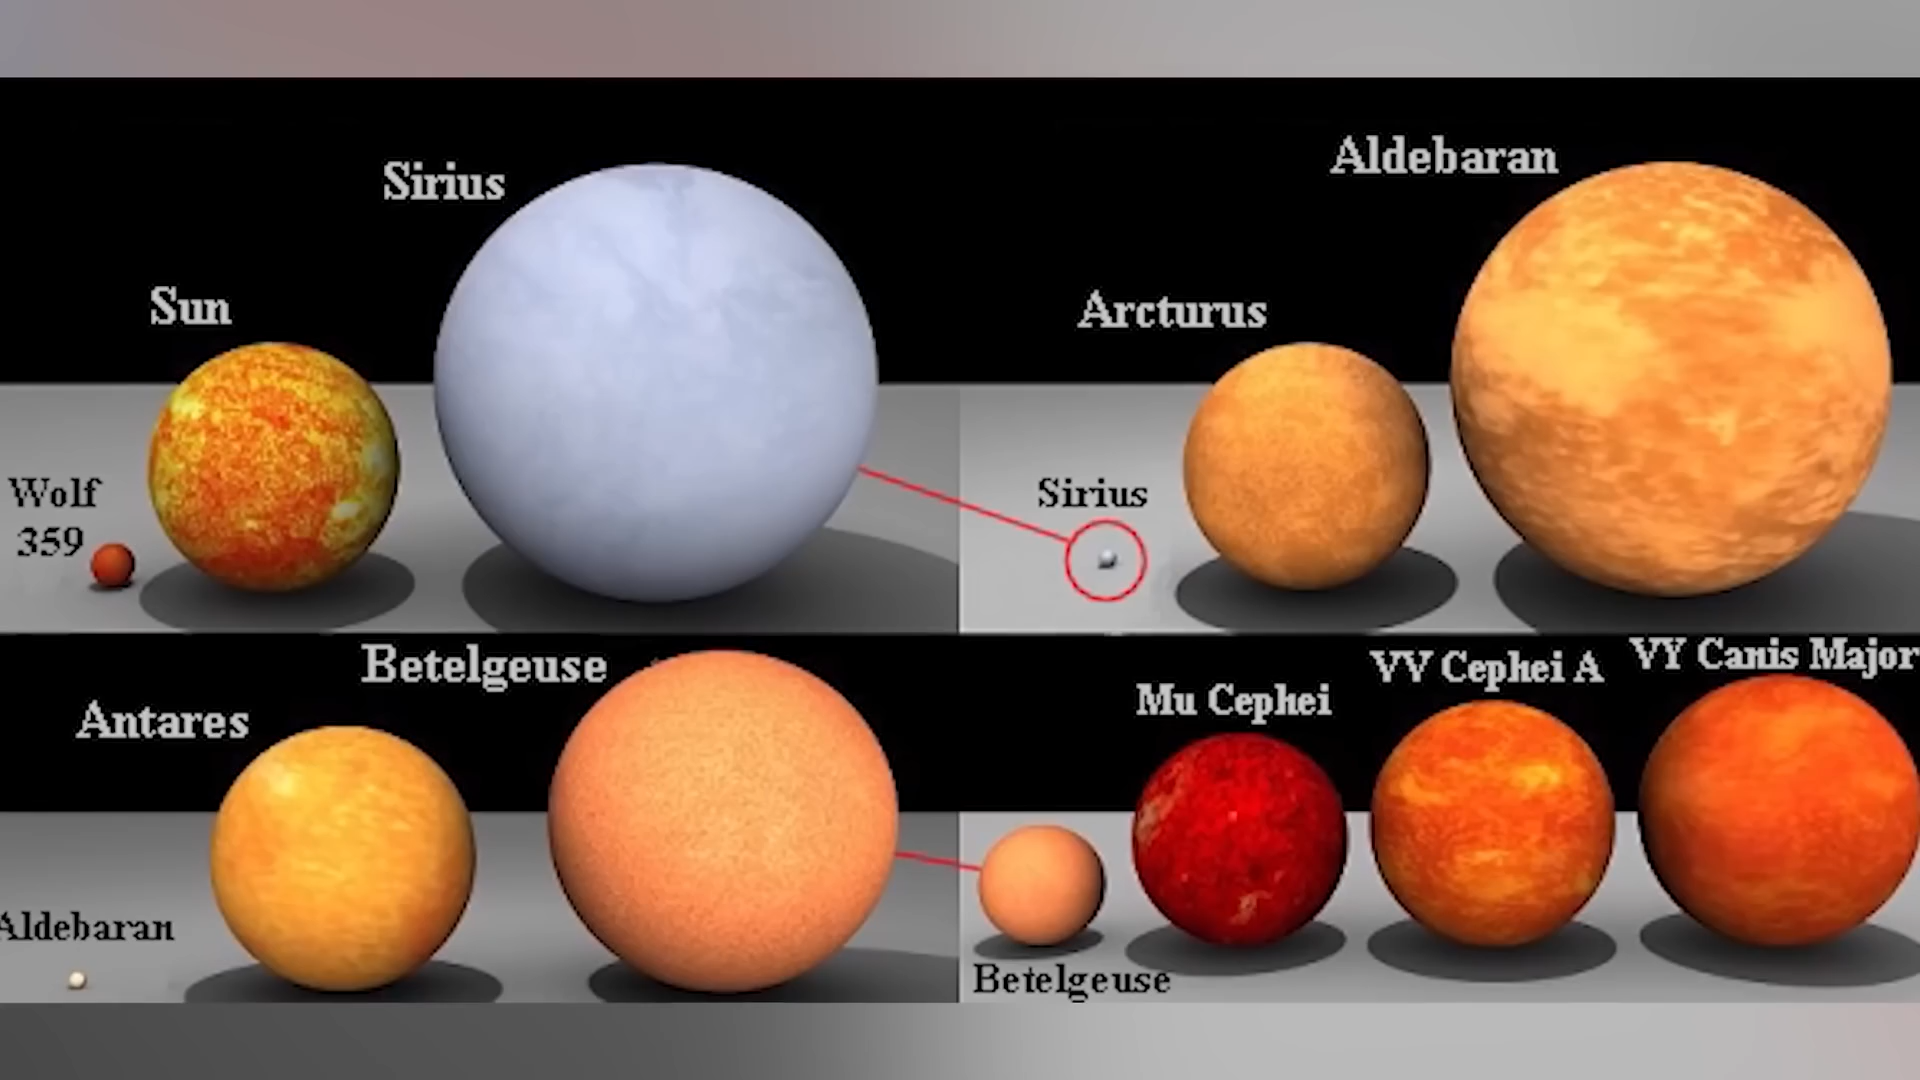 Sirius
Sun
Wolf
359
Aldebaran
Arcturus
Sirius
Betelgeuse
Antares
Aldebaran
VY Canis Major
VV Cephei A
Mu Cephei
Betelgeuse